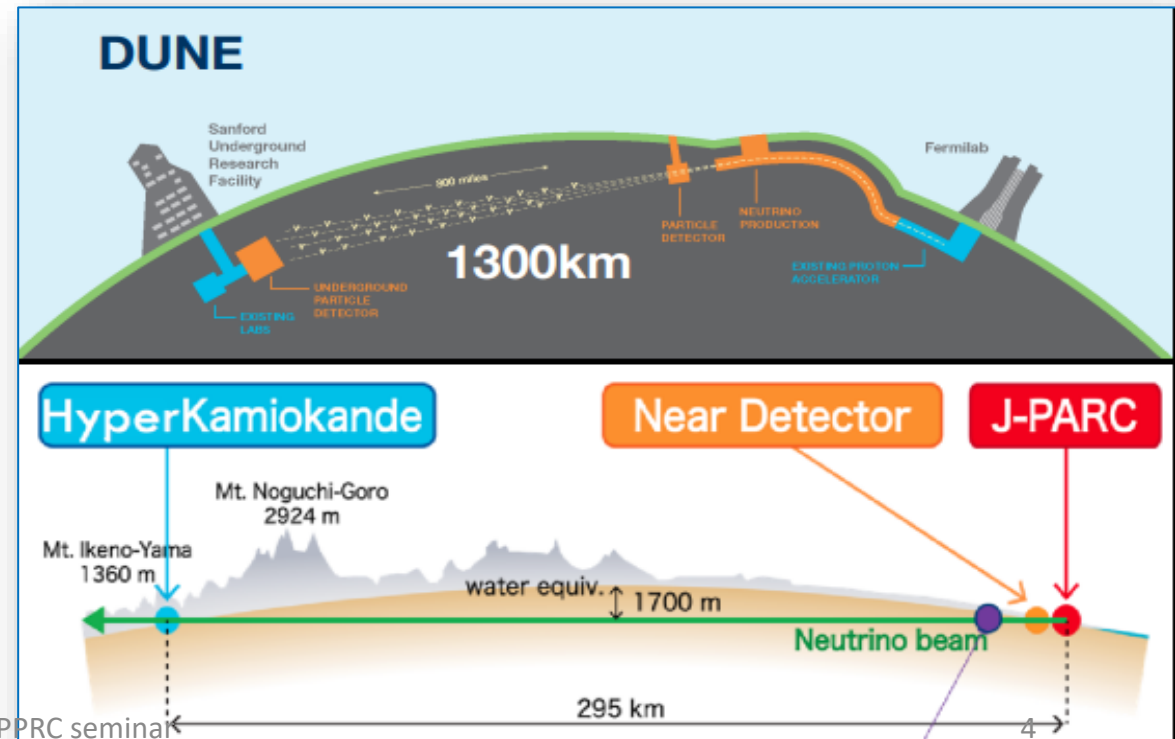 DUNE
Sanford
Underground
Research
Facility
Fermilab
800 miles
PARTICLE
DETECTOR
NEUTRINO
PRODUCTION
1300km
EXISTING PROTON
ACCELERATOR
UNDERGROUND
PARTICLE
DETECTOR
EXISTING
LABS
HyperKamiokande
Near Detector
J-PARC
Mt. Noguchi-Goro
2924 m
Mt. Ikeno-Yama
1360 m
water equiv.
1700 m
Neutrino beam
295 km
PPRC seminar
4